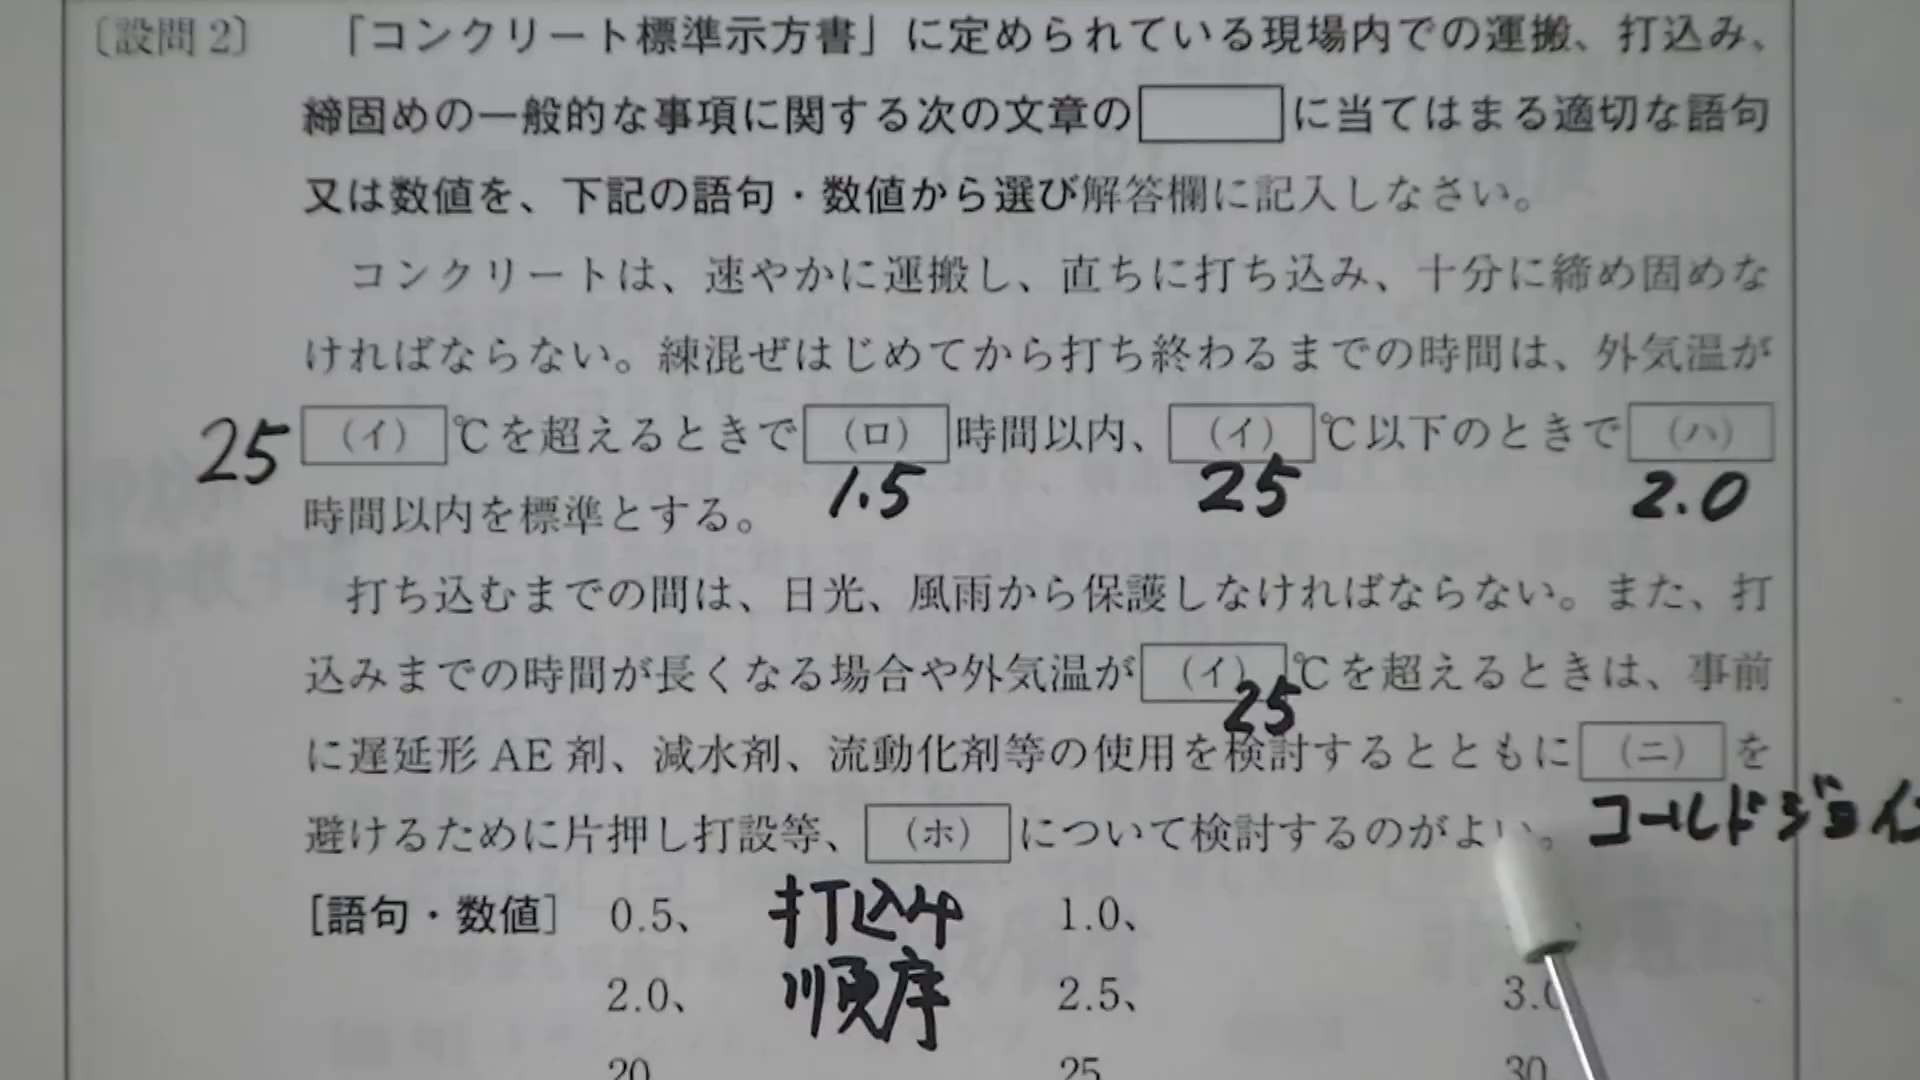 〔設問2〕 「コンクリート標準示方書」に定められている現場内での運搬、打込み、
締固めの一般的な事項に関する次の文章の に当てはまる適切な語句
又は数値を、下記の語句・数値から選び解答欄に記入しなさい。
コンクリートは、速やかに運搬し、直ちに打ち込み、十分に締め固めな
ければならない。練混ぜはじめてから打ち終わるまでの時間は、外気温が
25 (イ) ℃を超えるときで (ロ) 時間以内、 (イ) ℃以下のときで (ハ)
1.5 25 2.0
時間以内を標準とする。
打ち込むまでの間は、日光、風雨から保護しなければならない。また、打
込みまでの時間が長くなる場合や外気温が (イ) ℃を超えるときは、事前
25
に遅延形AE剤、減水剤、流動化剤等の使用を検討するとともに (ニ) を
コールドジョイ
避けるために片押し打設等、 (ホ) について検討するのがよい。
打込み
順序
[語句・数値] 0.5、 1.0、
2.0、 2.5、 3.0
20 25 30